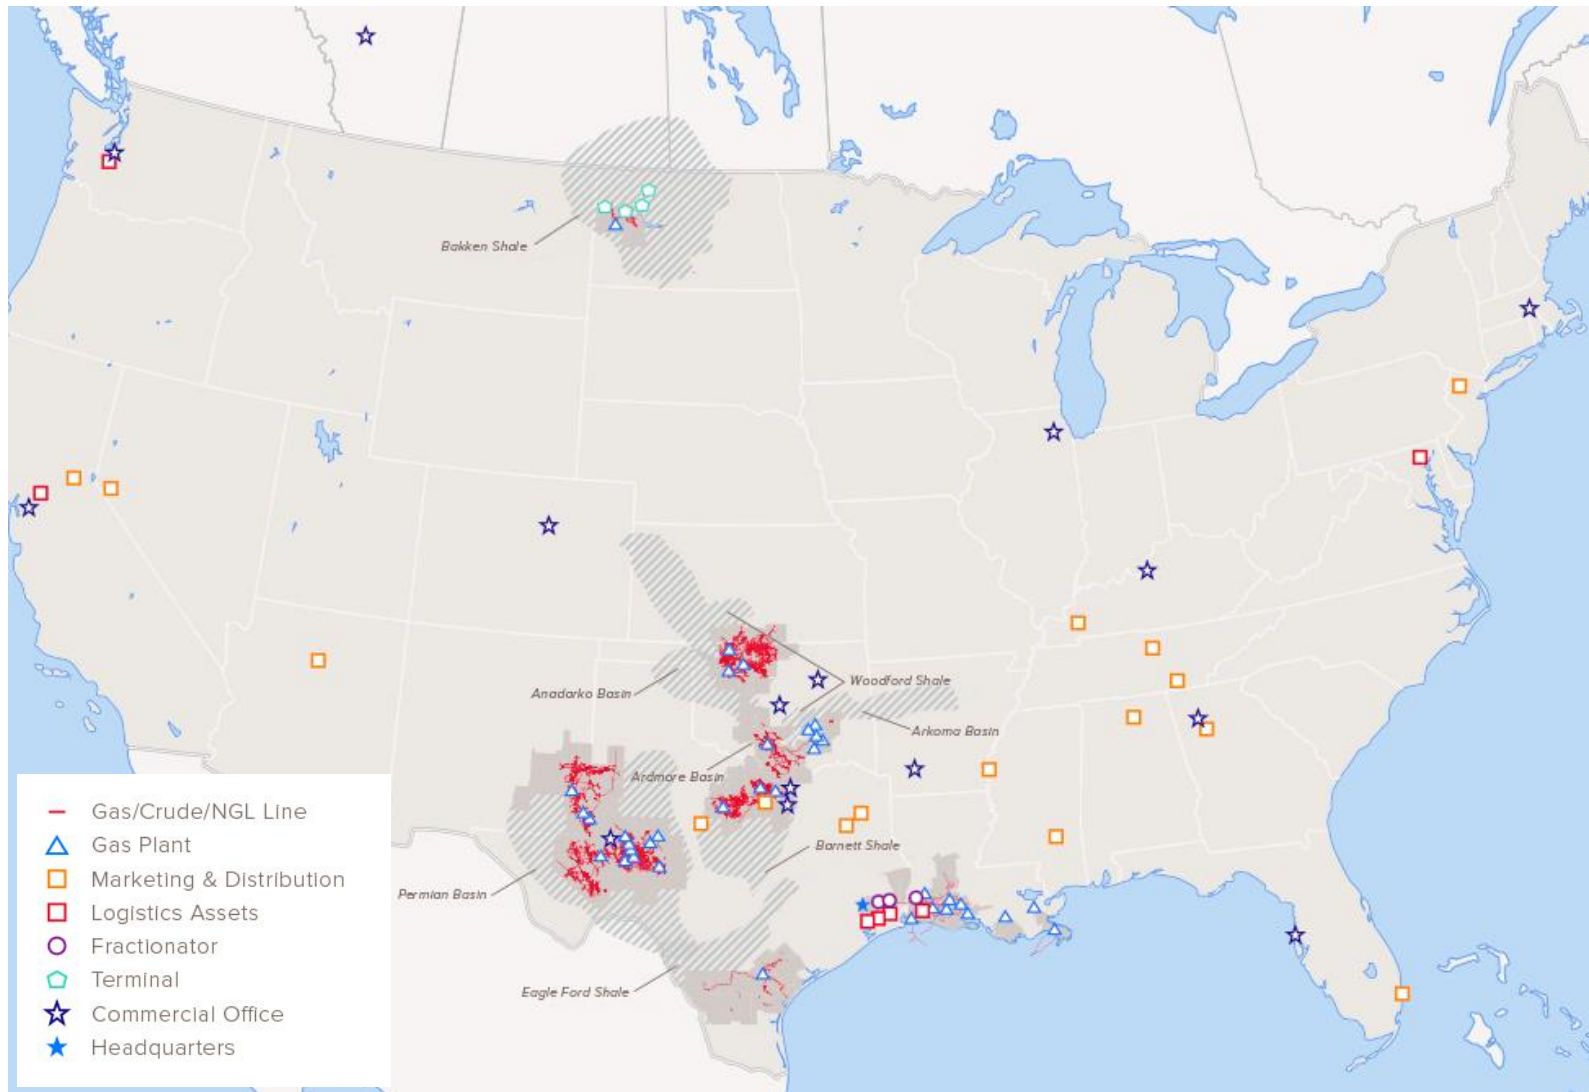 Bakken Shale
Woodford Shale
Anadarko Basin
Arkoma Basin
Ardmore Basin
Barnett Shale
Permian Basin
Eagle Ford Shale
Gas/Crude/NGL Line
Gas Plant
Marketing & Distribution
Logistics Assets
Fractionator
Terminal
Commercial Office
Headquarters